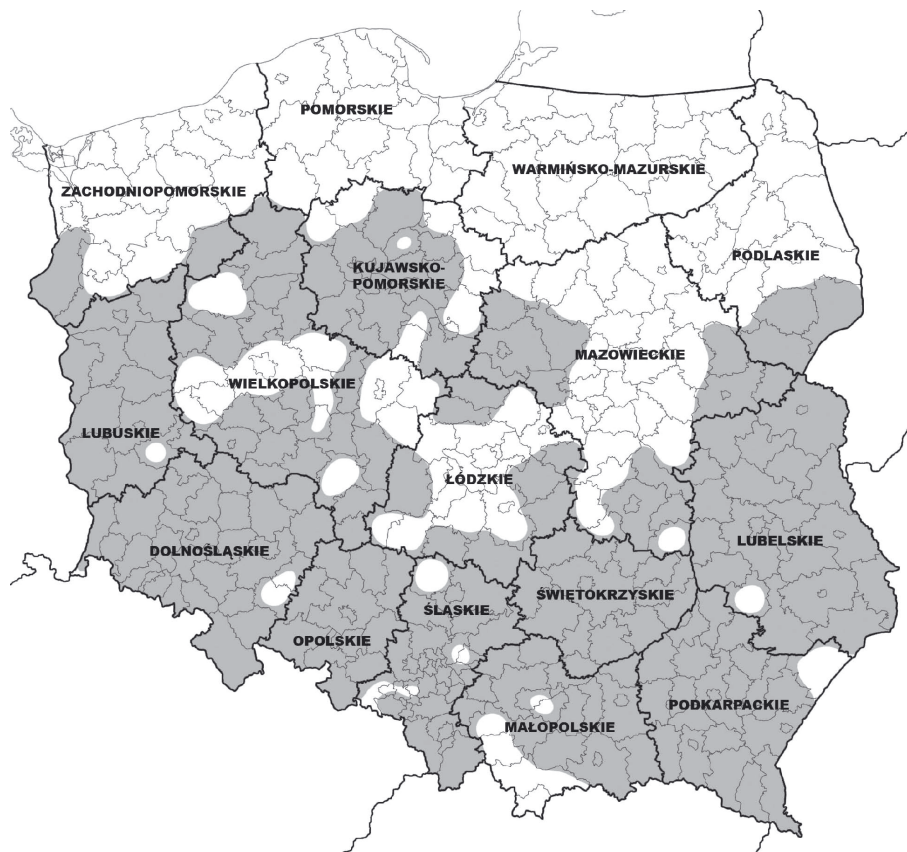 POMORSKIE
WARMIŃSKO-MAZURSKIE
ZACHODNIOPOMORSKIE
PODLASKIE
KUJAWSKO-
POMORSKIE
MAZOWIECKIE
WIELKOPOLSKIE
LUBUSKIE
ŁÓDZKIE
LUBELSKIE
DOLNOŚLĄSKIE
ŚWIĘTOKRZYSKIE
ŚLĄSKIE
OPOLSKIE
PODKARPACKIE
MAŁOPOLSKIE